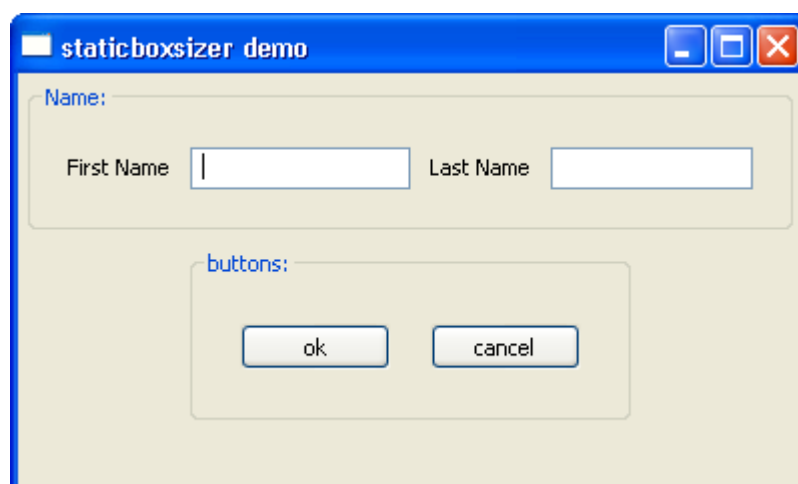 staticboxsizer demo
Name:
First Name Last Name
buttons:
ok cancel